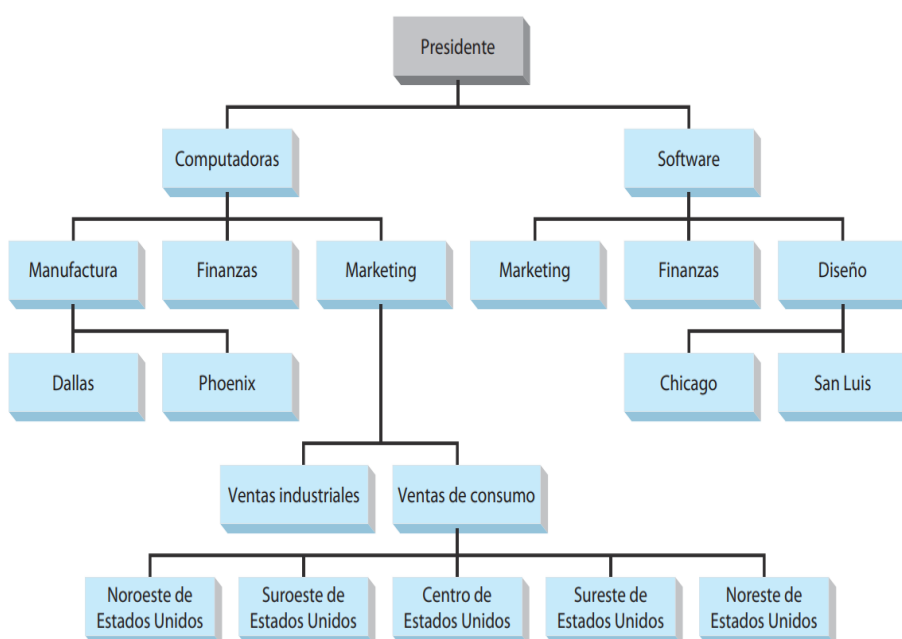 Presidente
Computadoras
Software
Manufactura
Finanzas
Marketing
Marketing
Finanzas
Diseño
Dallas
Phoenix
Chicago
San Luis
Ventas industriales
Ventas de consumo
Noroeste de
Estados Unidos
Suroeste de
Estados Unidos
Centro de
Estados Unidos
Sureste de
Estados Unidos
Noreste de
Estados Unidos